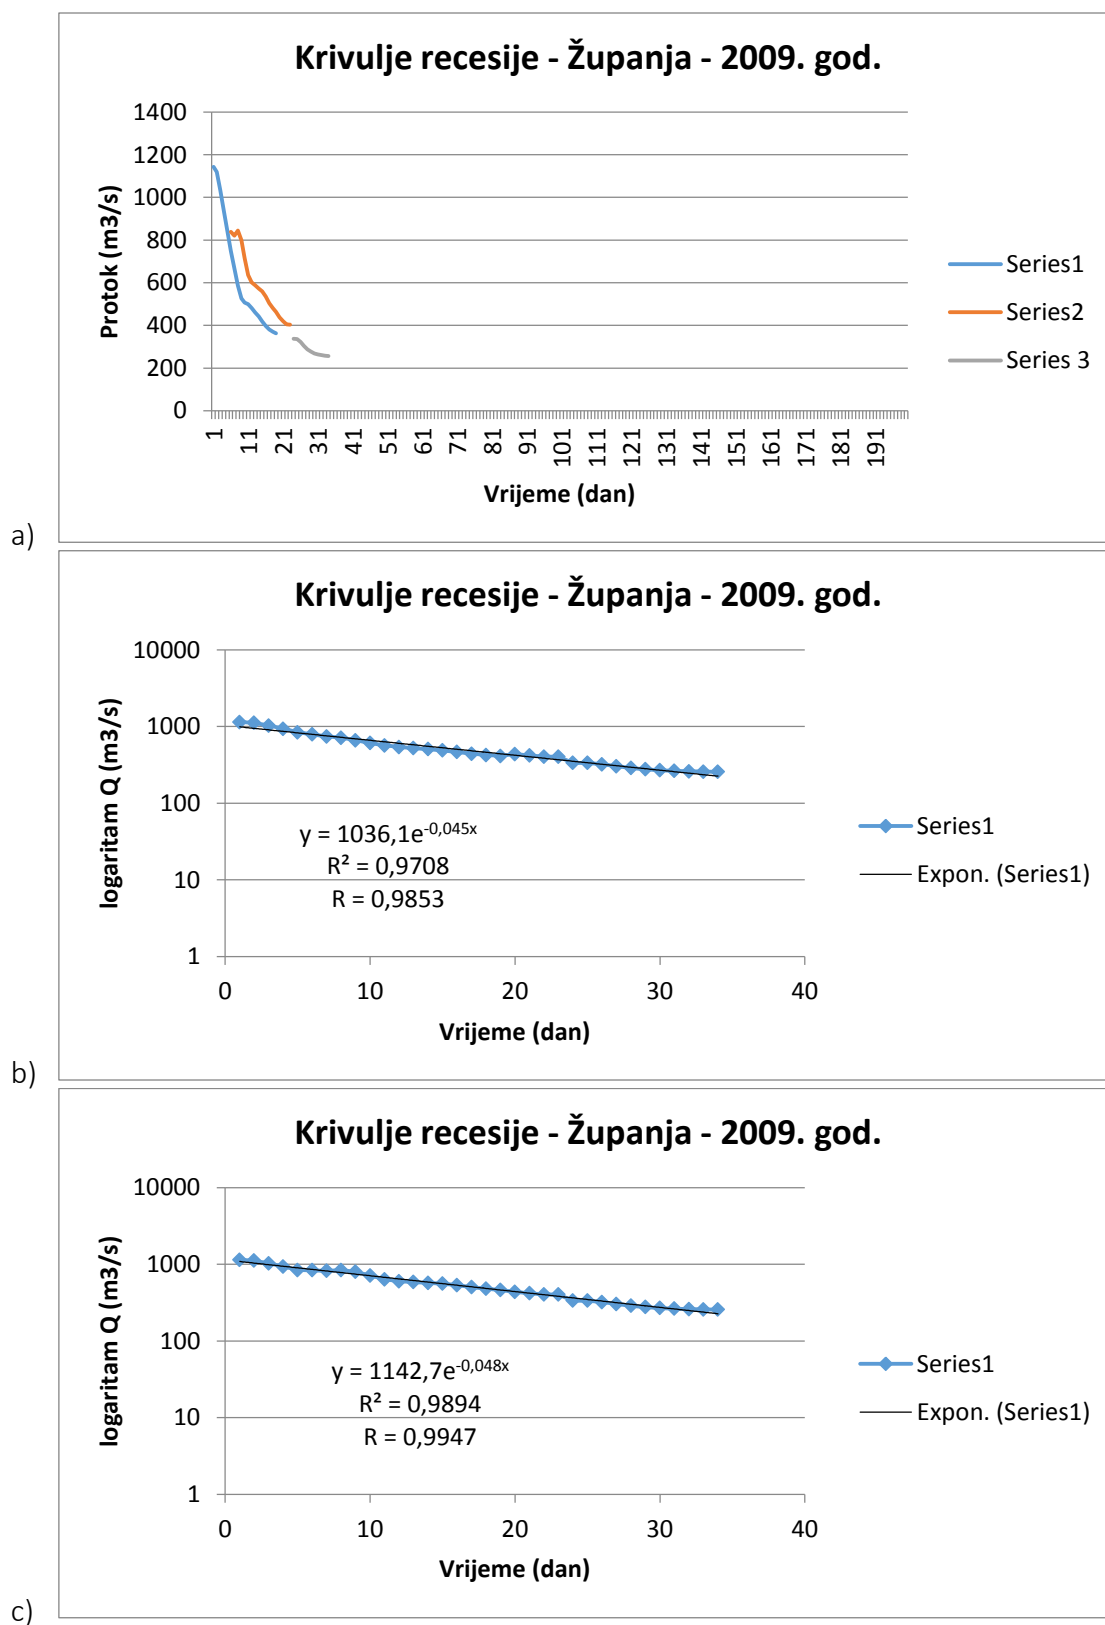 Krivulje recesije - Županja - 2009. god.
1400
1200
1000
800
600
400
200
0
Protok (m3/s)
1 11 21 31 41 51 61 71 81 91 101 111 121 131 141 151 161 171 181 191
Vrijeme (dan)
Series1
Series2
Series 3
a)
Krivulje recesije - Županja - 2009. god.
10000
1000
100
10
1
logaritam Q (m3/s)
y = 1036,1e^-0,045x
R² = 0,9708
R = 0,9853
0 10 20 30 40
Vrijeme (dan)
Series1
Expon. (Series1)
b)
Krivulje recesije - Županja - 2009. god.
10000
1000
100
10
1
logaritam Q (m3/s)
y = 1142,7e^-0,048x
R² = 0,9894
R = 0,9947
0 10 20 30 40
Vrijeme (dan)
Series1
Expon. (Series1)
c)